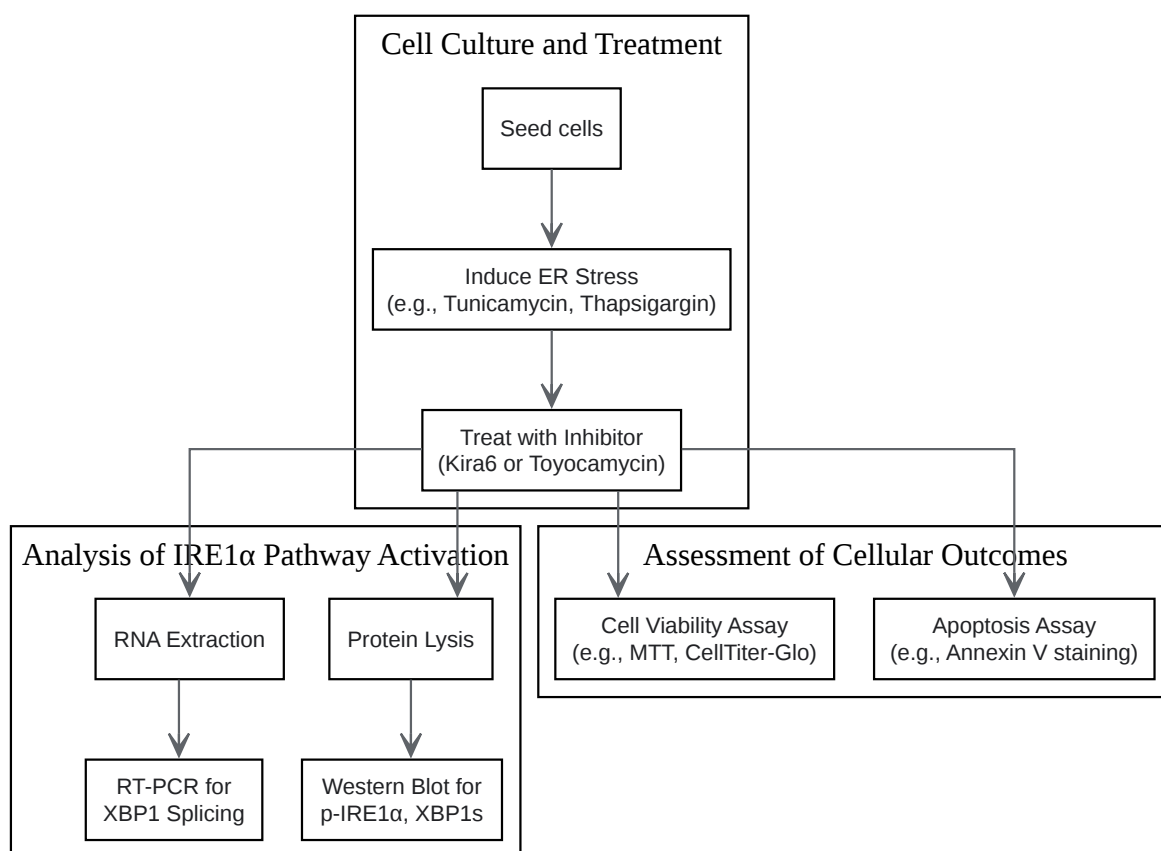 Cell Culture and Treatment
Seed cells
Induce ER Stress
(e.g., Tunicamycin, Thapsigargin)
Treat with Inhibitor
(Kira6 or Toyocamycin)
Analysis of IRE1α Pathway Activation
RNA Extraction
Protein Lysis
RT-PCR for
XBP1 Splicing
Western Blot for
p-IRE1α, XBP1s
Assessment of Cellular Outcomes
Cell Viability Assay
(e.g., MTT, CellTiter-Glo)
Apoptosis Assay
(e.g., Annexin V staining)